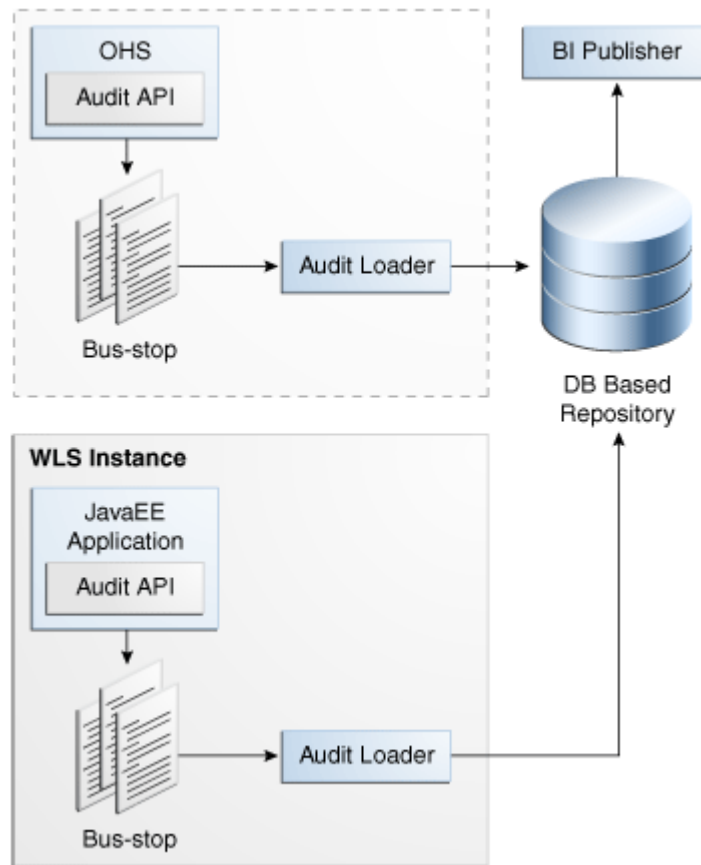 OHS
Audit API
Bus-stop
Audit Loader
BI Publisher
DB Based
Repository
WLS Instance
JavaEE
Application
Audit API
Bus-stop
Audit Loader